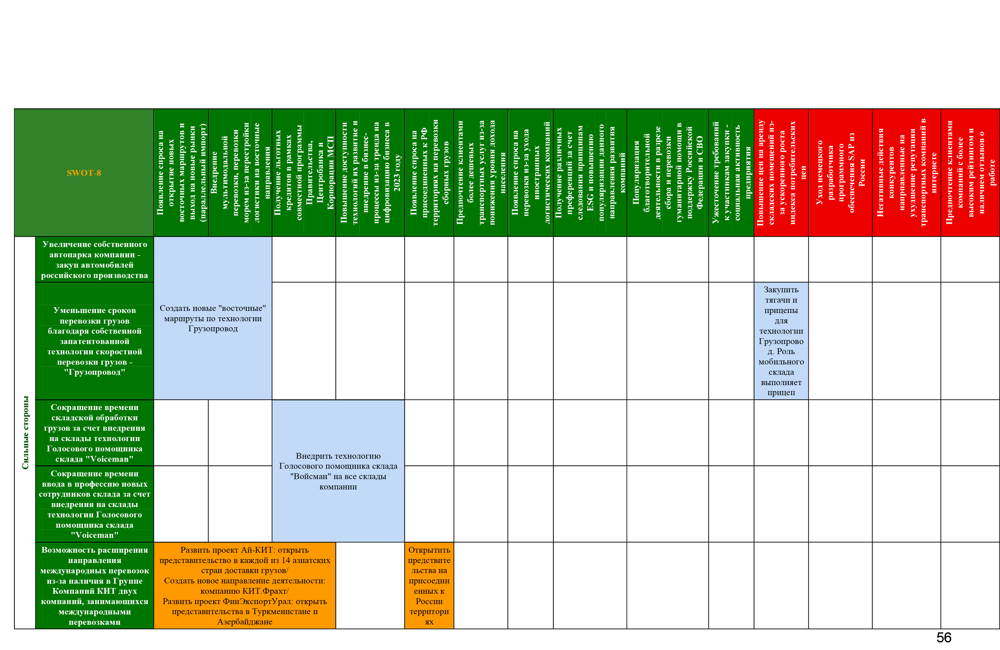 SWOT-8
Появление спроса на
открытие новых
восточных маршрутов и
выход на новые рынки
(параллельный импорт)
Внедрение
мультимодальной
перевозки, перевозки
морем из-за перестройки
логистики на восточные
направления
Получение льготных
кредитов в рамках
совместной программы
Правительства,
Центробанка и
Корпорации МСП
Повышение доступности
технологий их развитие и
внедрение в бизнес-
процессы из-за тренда на
цифровизацию бизнеса в
2023 году
Появление спроса на
присоединенных к РФ
территориях на перевозки
сборных грузов
Предпочтение клиентами
более дешевых
транспортных услуг из-за
понижения уровня дохода
населения
Появление спроса на
перевозки из-за ухода
иностранных
логистических компаний
Получение различных
преференций за счет
следования принципам
ESG и повышению
популяризации данного
направления развития
компаний
Популяризация
благотворительной
деятельности в разрезе
сбора и перевозки
гуманитарной помощи в
поддержку Российской
Федерации и СВО
Ужесточение требований
к участникам закупки -
социальная активность
предприятия
Повышение цен на аренду
складских помещений из-
за ускоренного роста
индекса потребительских
цен
Уход немецкого
разработчика
программного
обеспечения SAP из
России
Негативные действия
конкурентов
направленные на
ухудшение репутации
транспортных компаний в
интернете
Предпочтение клиентами
компаний с более
высоким рейтингом и
наличием отзывов о
работе
Сильные стороны
Увеличение собственного
автопарка компании -
закуп автомобилей
российского производства
Создать новые "восточные"
маршруты по технологии
Грузопровод
Уменьшение сроков
перевозки грузов
благодаря собственной
запатентованной
технологии скоростной
перевозки грузов -
"Грузопровод"
Закупить
тягачи и
прицепы
для
технологии
Грузопрово
д. Роль
мобильного
склада
выполняет
прицеп
Сокращение времени
складской обработки
грузов за счет внедрения
на склады технологии
Голосового помощника
склада "Voiceman"
Внедрить технологию
Голосового помощника склада
"Войсман" на все склады
компании
Сокращение времени
ввода в профессию новых
сотрудников склада за счет
внедрения на склады
технологии Голосового
помощника склада
"Voiceman"
Возможность расширения
направления
международных перевозок
из-за наличия в Группе
Компаний КИТ двух
компаний, занимающихся
международными
перевозками
Развить проект Ай-КИТ: открыть
представительство в каждой из 14 азиатских
стран доставки грузов/
Создать новое направление деятельности:
компанию КИТ.Фрахт/
Развить проект ФинЭкспортУрал: открыть
представительства в Туркменистане и
Азербайджане
Открытить
предствите
льства на
присоедин
енных к
России
территори
ях
56